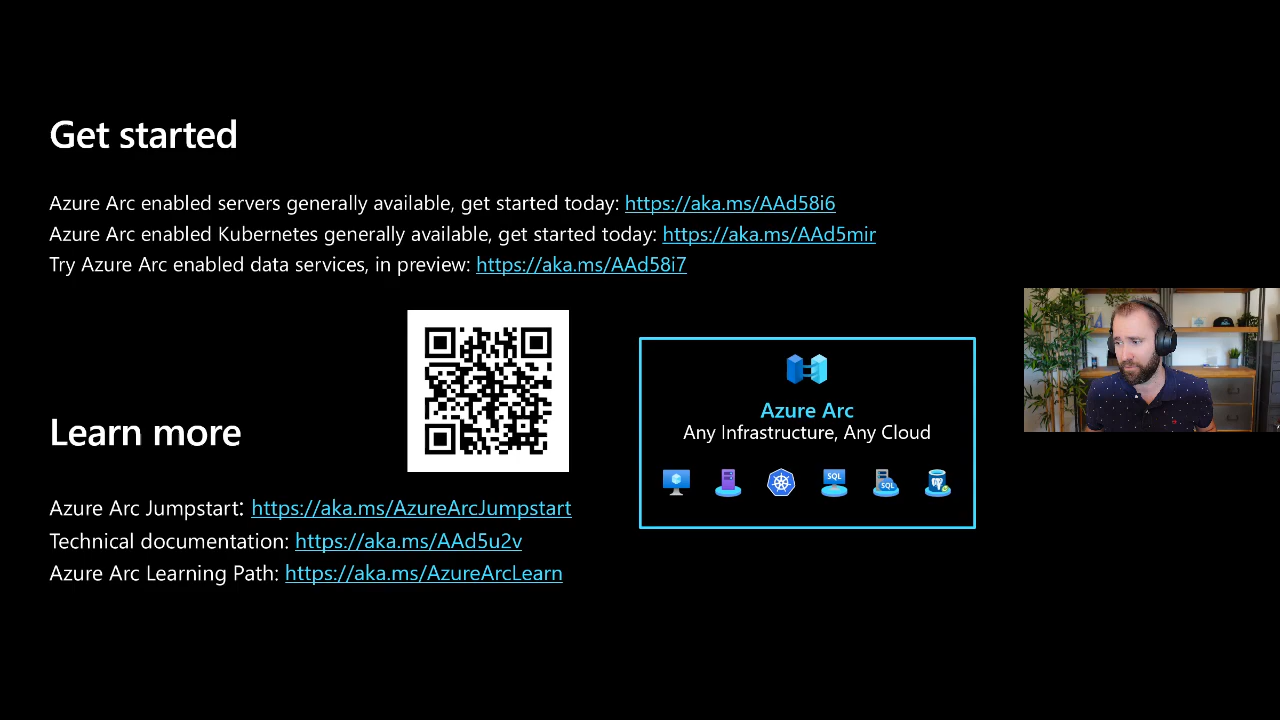 Get started
Azure Arc enabled servers generally available, get started today: https://aka.ms/AAd58i6
Azure Arc enabled Kubernetes generally available, get started today: https://aka.ms/AAd5mir
Try Azure Arc enabled data services, in preview: https://aka.ms/AAd58i7
Learn more
Azure Arc Jumpstart: https://aka.ms/AzureArcJumpstart
Technical documentation: https://aka.ms/AAd5u2v
Azure Arc Learning Path: https://aka.ms/AzureArcLearn
Azure Arc
Any Infrastructure, Any Cloud
SQL
SQL